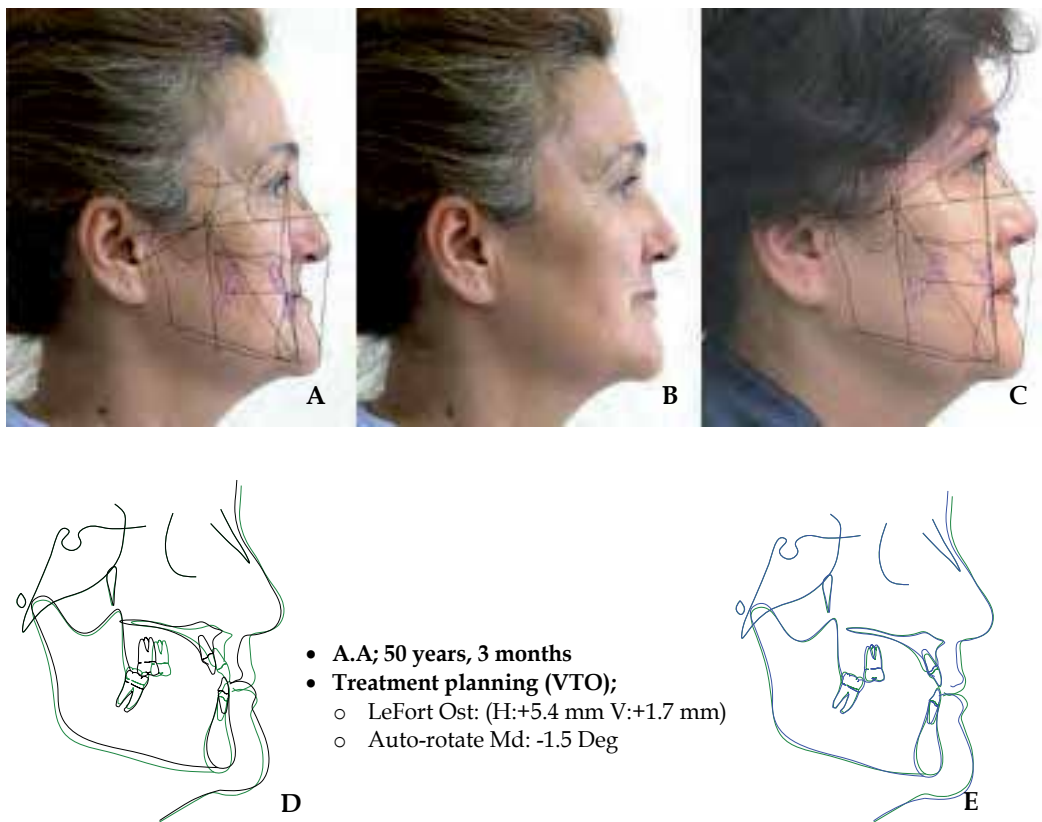 A
B
C
• A.A; 50 years, 3 months
• Treatment planning (VTO);
o LeFort Ost: (H:+5.4 mm V:+1.7 mm)
o Auto-rotate Md: -1.5 Deg
D
E